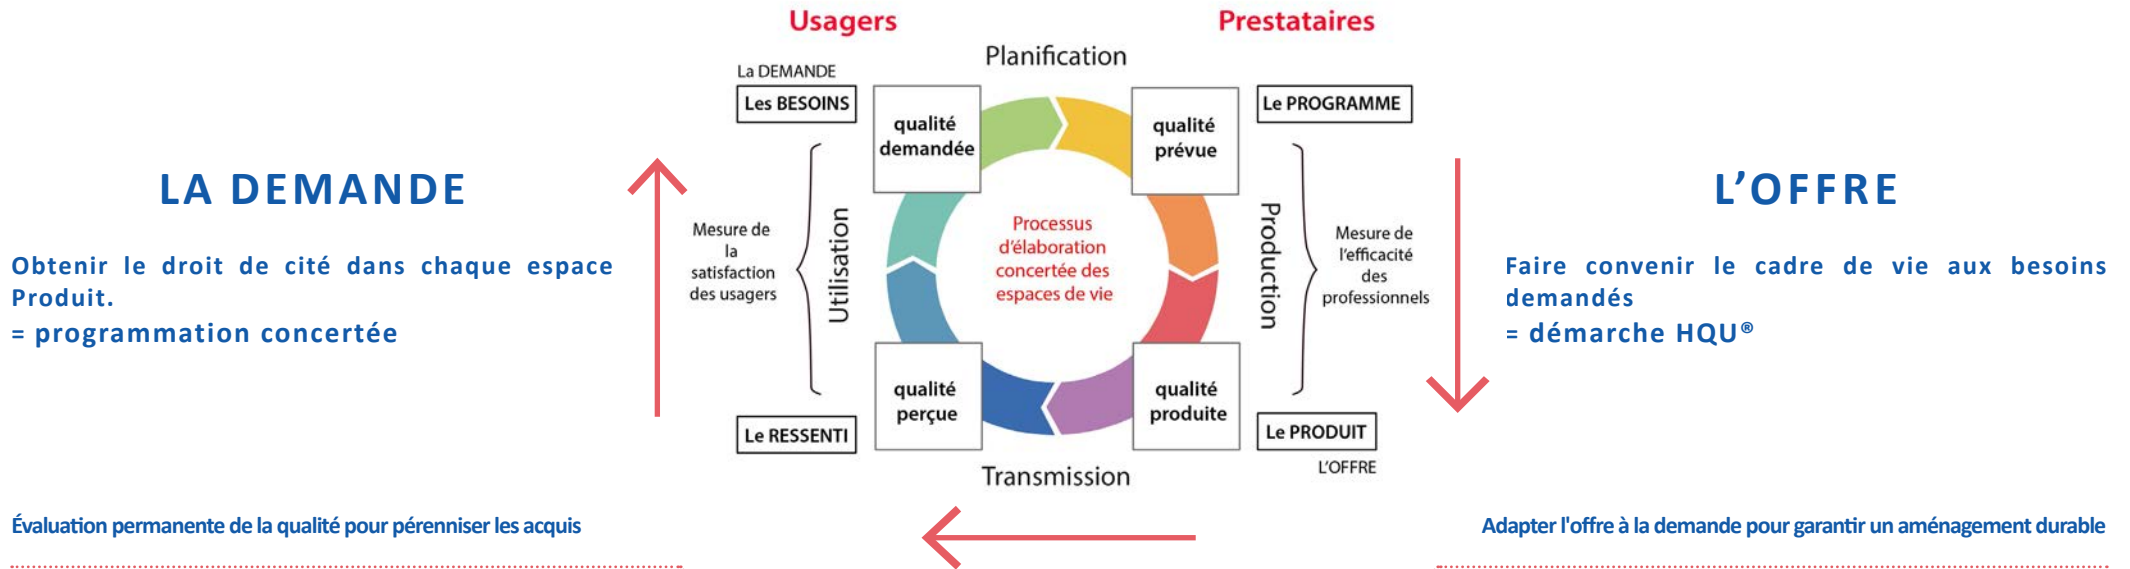 Usagers
Prestataires
Planification
La DEMANDE
Les BESOINS
qualité
demandée
qualité
prévue
Le PROGRAMME
LA DEMANDE
Obtenir le droit de cité dans chaque espace
Produit.
= programmation concertée
Mesure de
la
satisfaction
des usagers
Utilisation
Processus
d'élaboration
concertée des
espaces de vie
Production
Mesure de
l'efficacité
des
professionnels
L’OFFRE
Faire convenir le cadre de vie aux besoins
demandés
= démarche HQU®
qualité
perçue
Le RESSENTI
qualité
produite
Le PRODUIT
L'OFFRE
Transmission
Évaluation permanente de la qualité pour pérenniser les acquis
Adapter l'offre à la demande pour garantir un aménagement durable